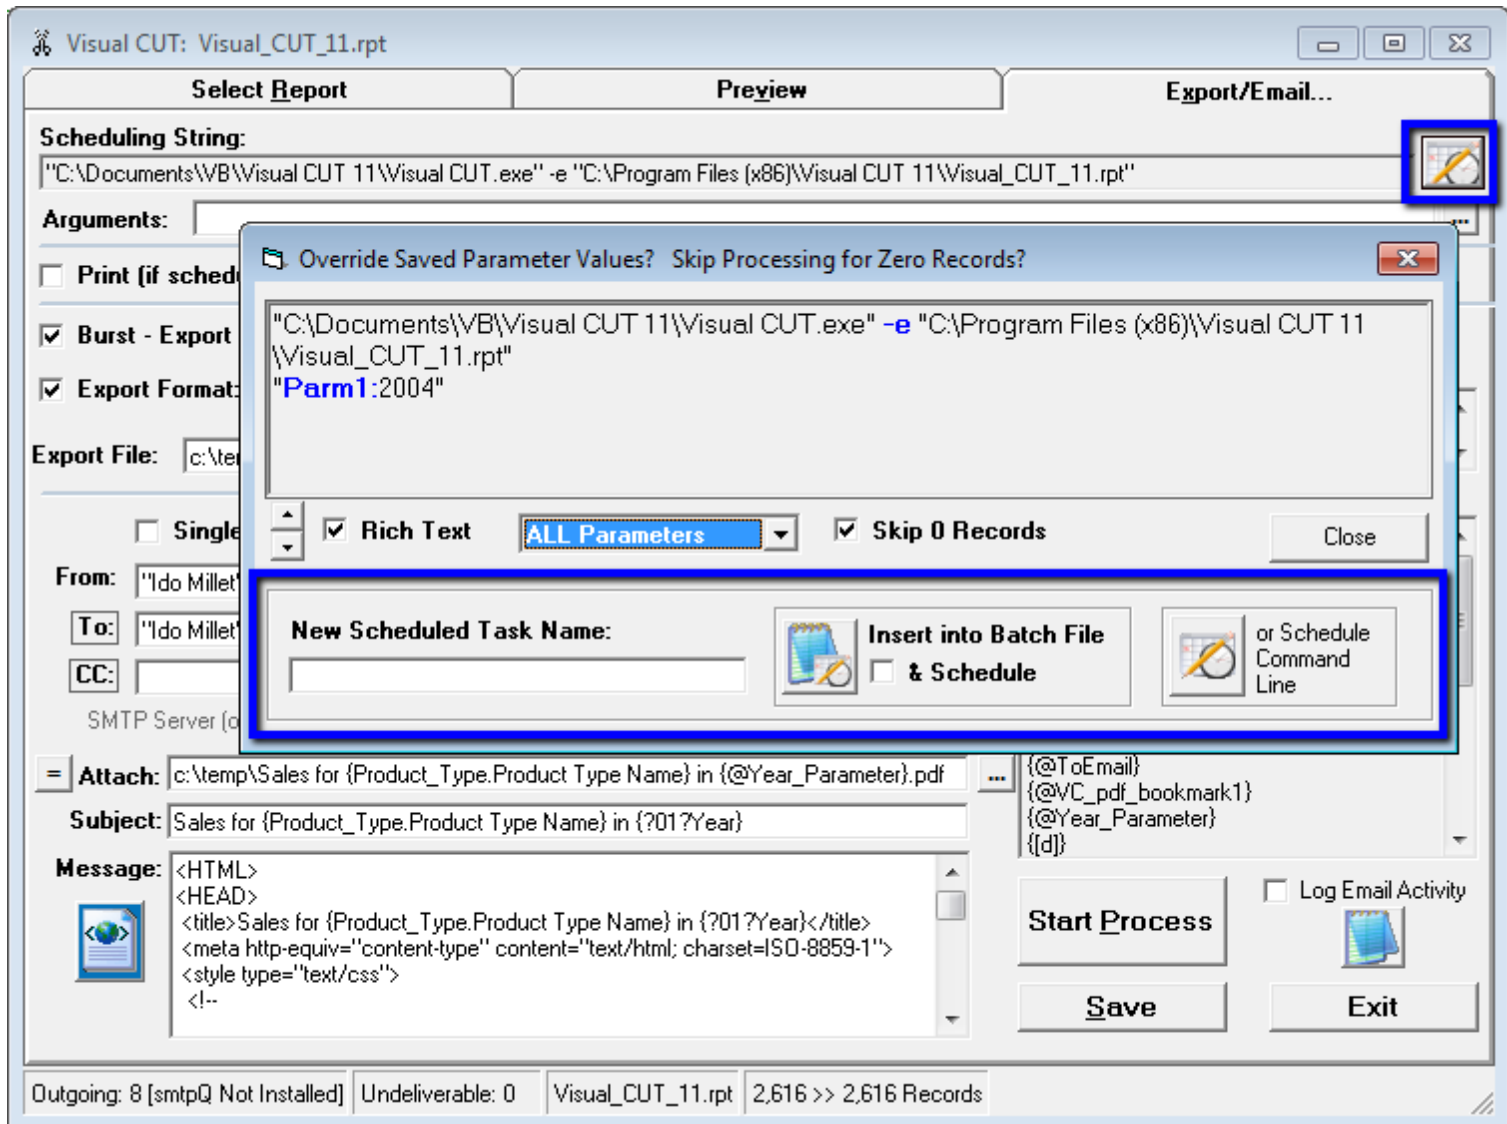 Visual CUT: Visual_CUT_11.rpt
Select Report
Preview
Export/Email...
Scheduling String:
"C:\Documents\VB\Visual CUT 11\Visual CUT.exe" -e "C:\Program Files (x86)\Visual CUT 11\Visual_CUT_11.rpt"
Arguments:
...
Override Saved Parameter Values? Skip Processing for Zero Records?
Print (if schedu
Burst - Export
Export Format:
Export File: c:\te
"C:\Documents\VB\Visual CUT 11\Visual CUT.exe" -e "C:\Program Files (x86)\Visual CUT 11
\Visual_CUT_11.rpt"
"Parm1:2004"
Single
Rich Text
ALL Parameters
Skip 0 Records
Close
From: "Ido Millet"
To: "Ido Millet"
CC:
SMTP Server (o
New Scheduled Task Name:
Insert into Batch File
& Schedule
or Schedule
Command
Line
= Attach: c:\temp\Sales for {Product_Type.Product Type Name} in {@Year_Parameter}.pdf ...
Subject: Sales for {Product_Type.Product Type Name} in {?01?Year}
{@ToEmail}
{@VC_pdf_bookmark1}
{@Year_Parameter}
{[d]}
Message: <HTML>
<HEAD>
<title>Sales for {Product_Type.Product Type Name} in {?01?Year}</title>
<meta http-equiv="content-type" content="text/html; charset=ISO-8859-1">
<style type="text/css">
<!--
Start Process
Log Email Activity
Save
Exit
Outgoing: 8 [smtpQ Not Installed]
Undeliverable: 0
Visual_CUT_11.rpt
2,616 >> 2,616 Records